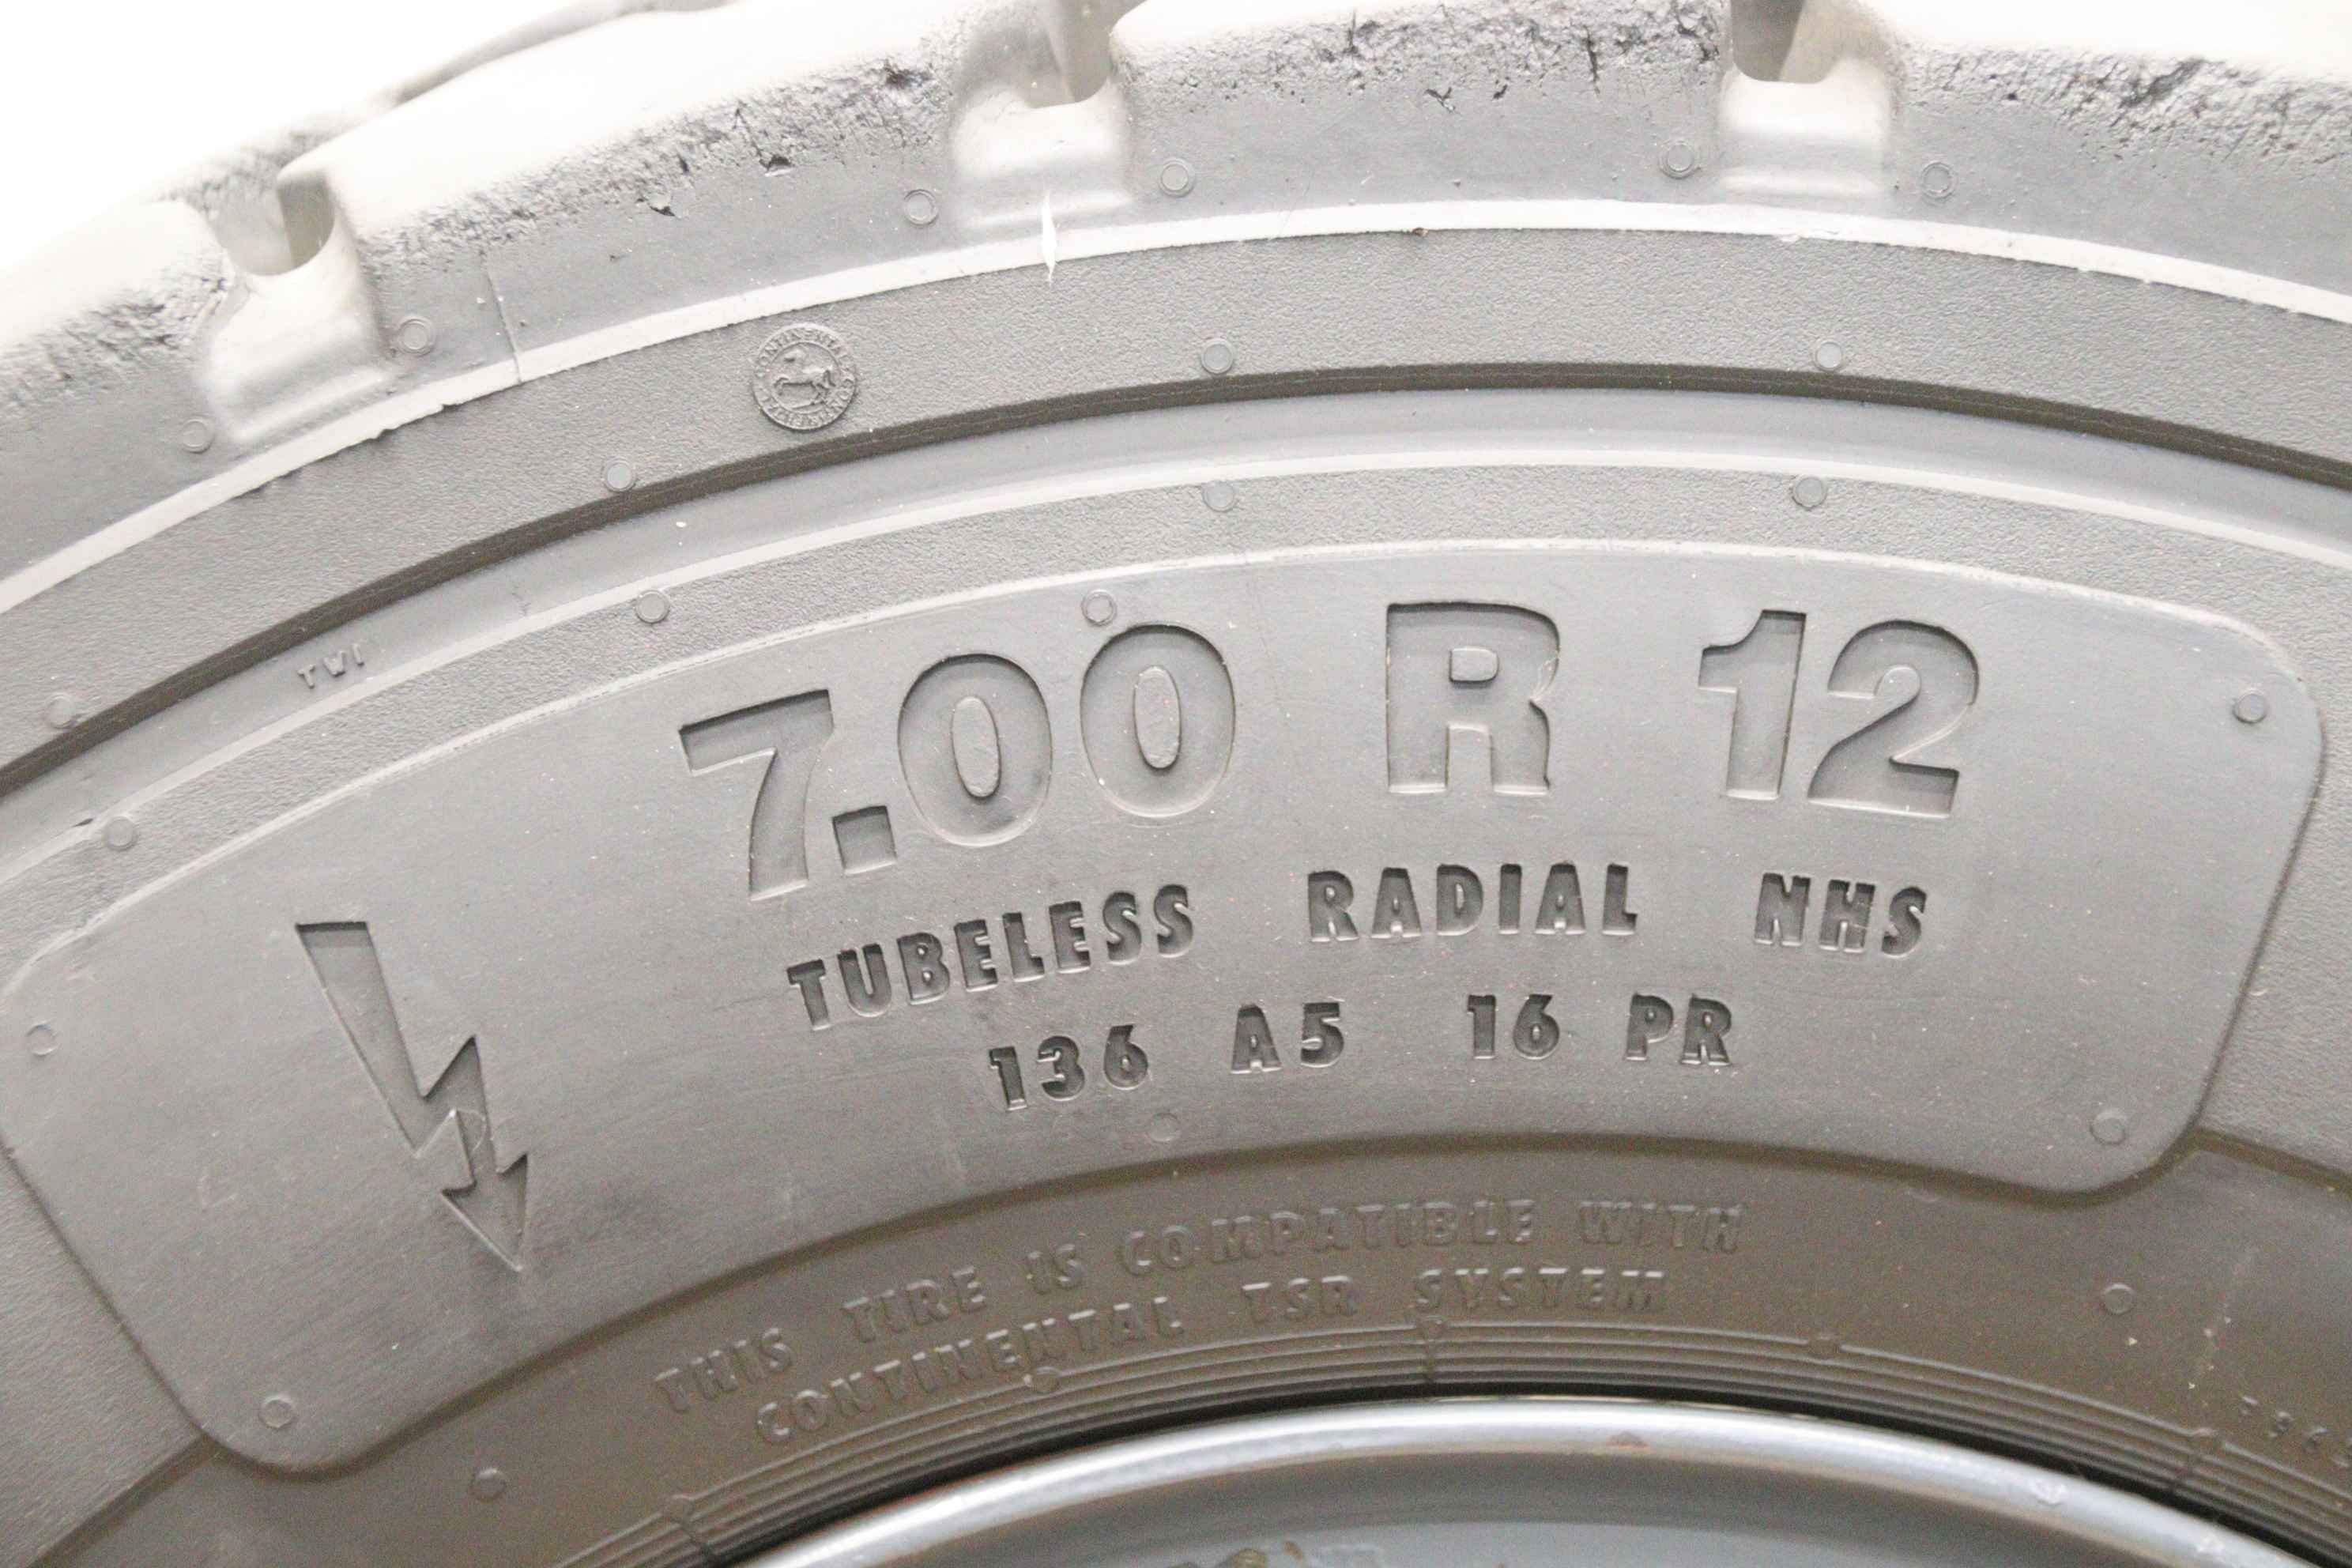 TWI
7.00 R 12
TUBELESS RADIAL NHS
136 A5 16 PR
THIS TIRE IS COMPATIBLE WITH
CONTINENTAL TSR SYSTEM